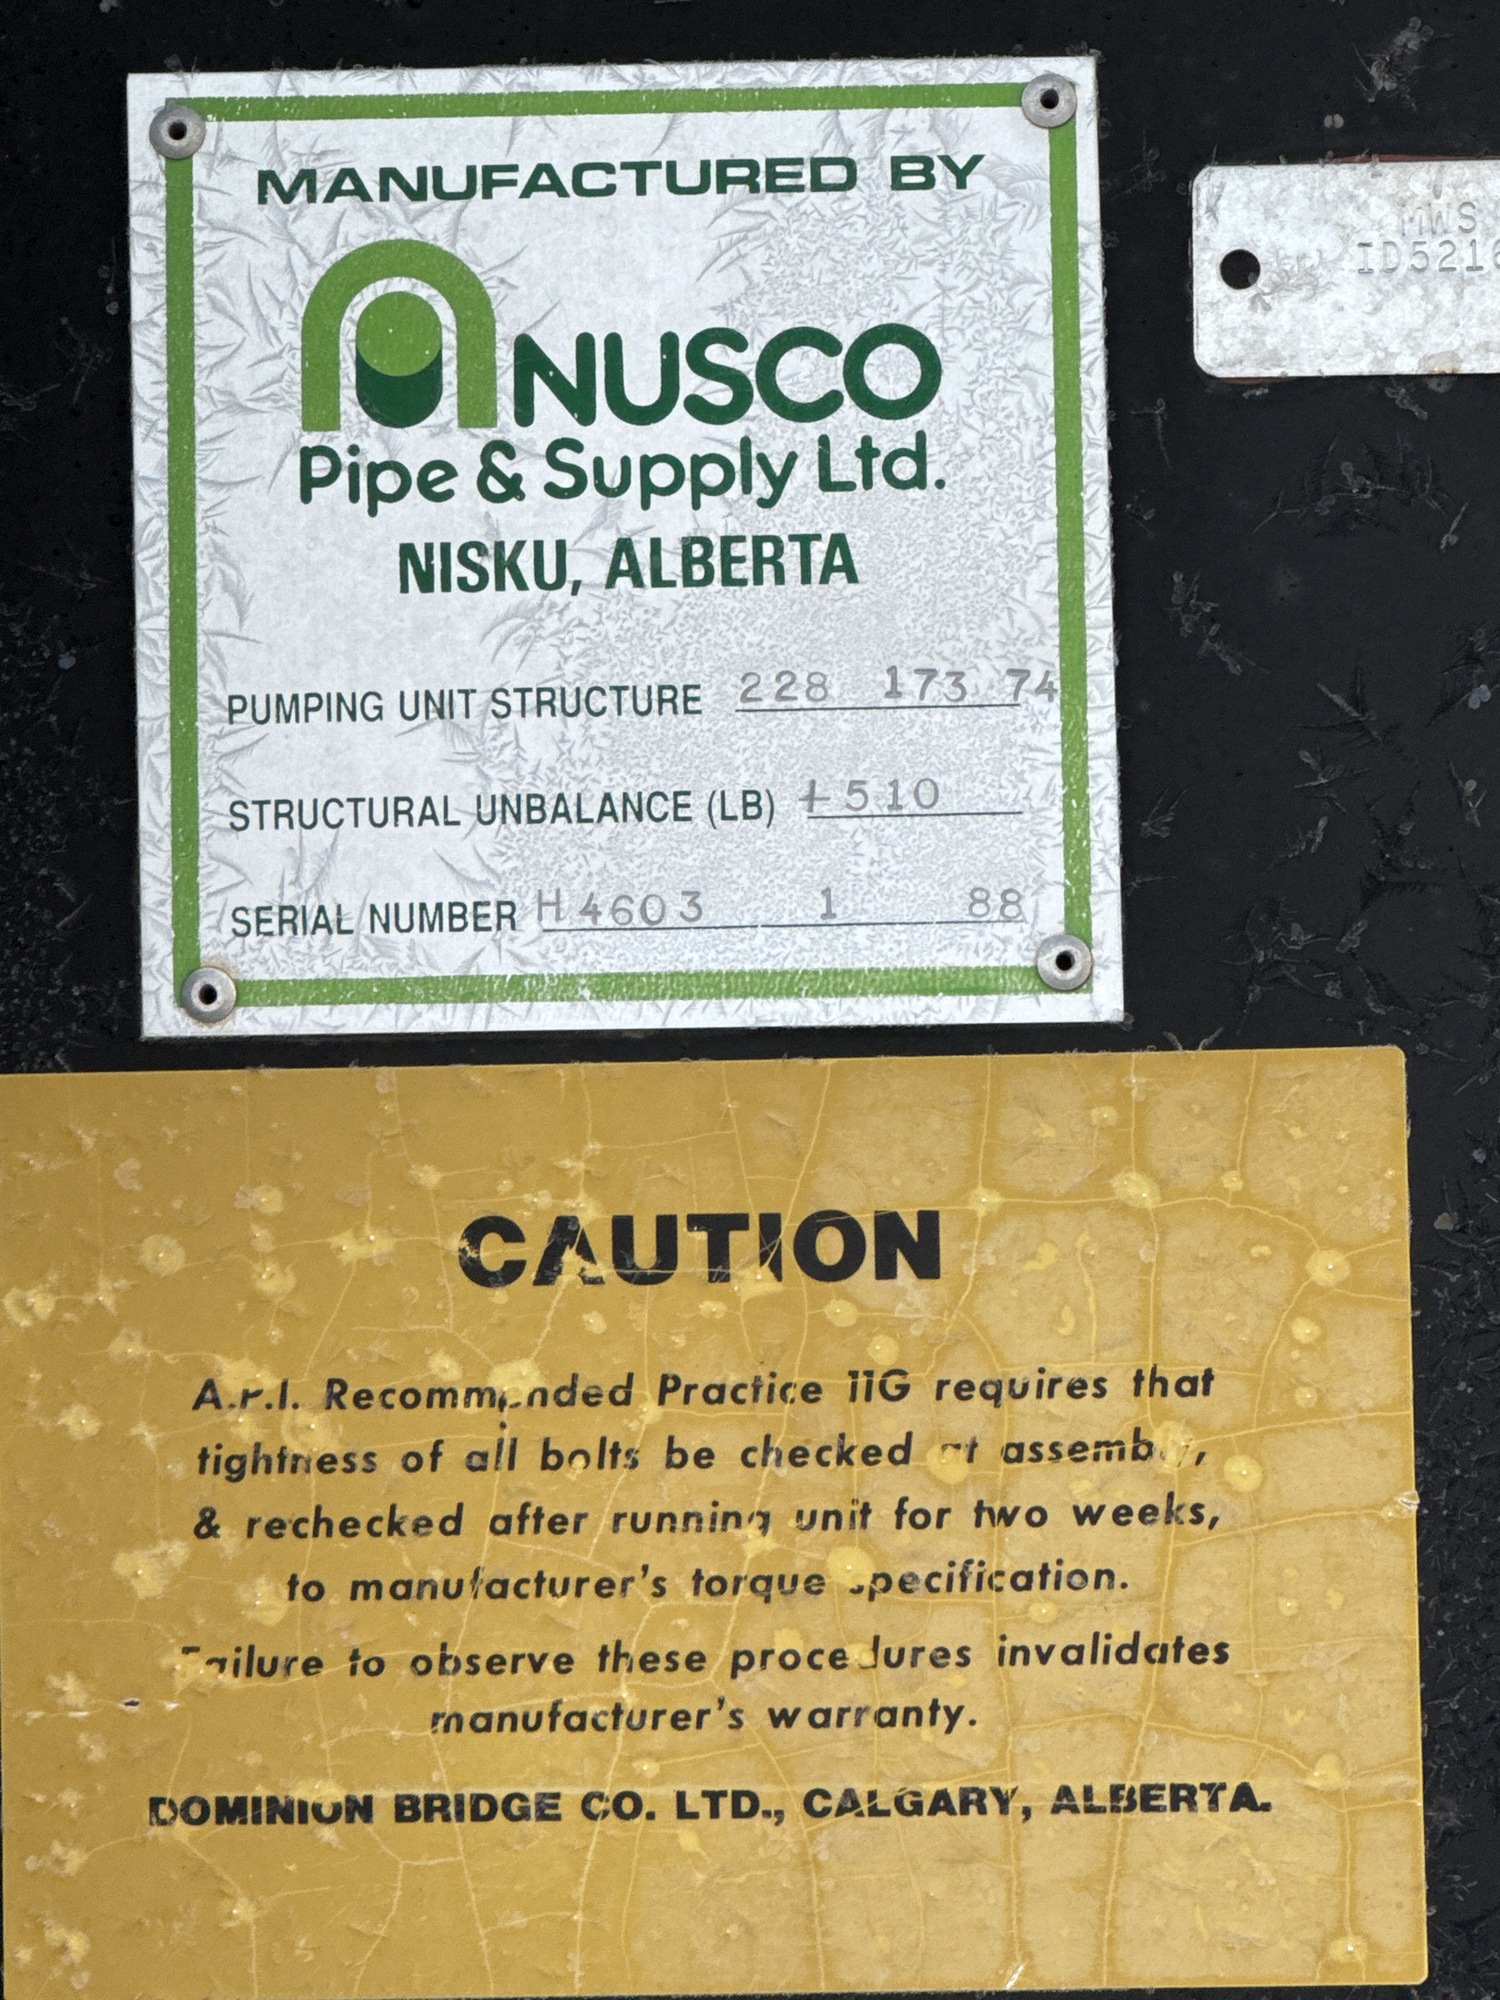 MANUFACTURED BY
NUSCO
Pipe & Supply Ltd.
NISKU, ALBERTA
PUMPING UNIT STRUCTURE 228 173 74
STRUCTURAL UNBALANCE (LB) +510
SERIAL NUMBER H4603 1 88
MWS
ID5216
CAUTION
A.P.I. Recommended Practice 11G requires that
tightness of all bolts be checked at assembly,
& rechecked after running unit for two weeks,
to manufacturer's torque specification.
Failure to observe these procedures invalidates
manufacturer's warranty.
DOMINION BRIDGE CO. LTD., CALGARY, ALBERTA.